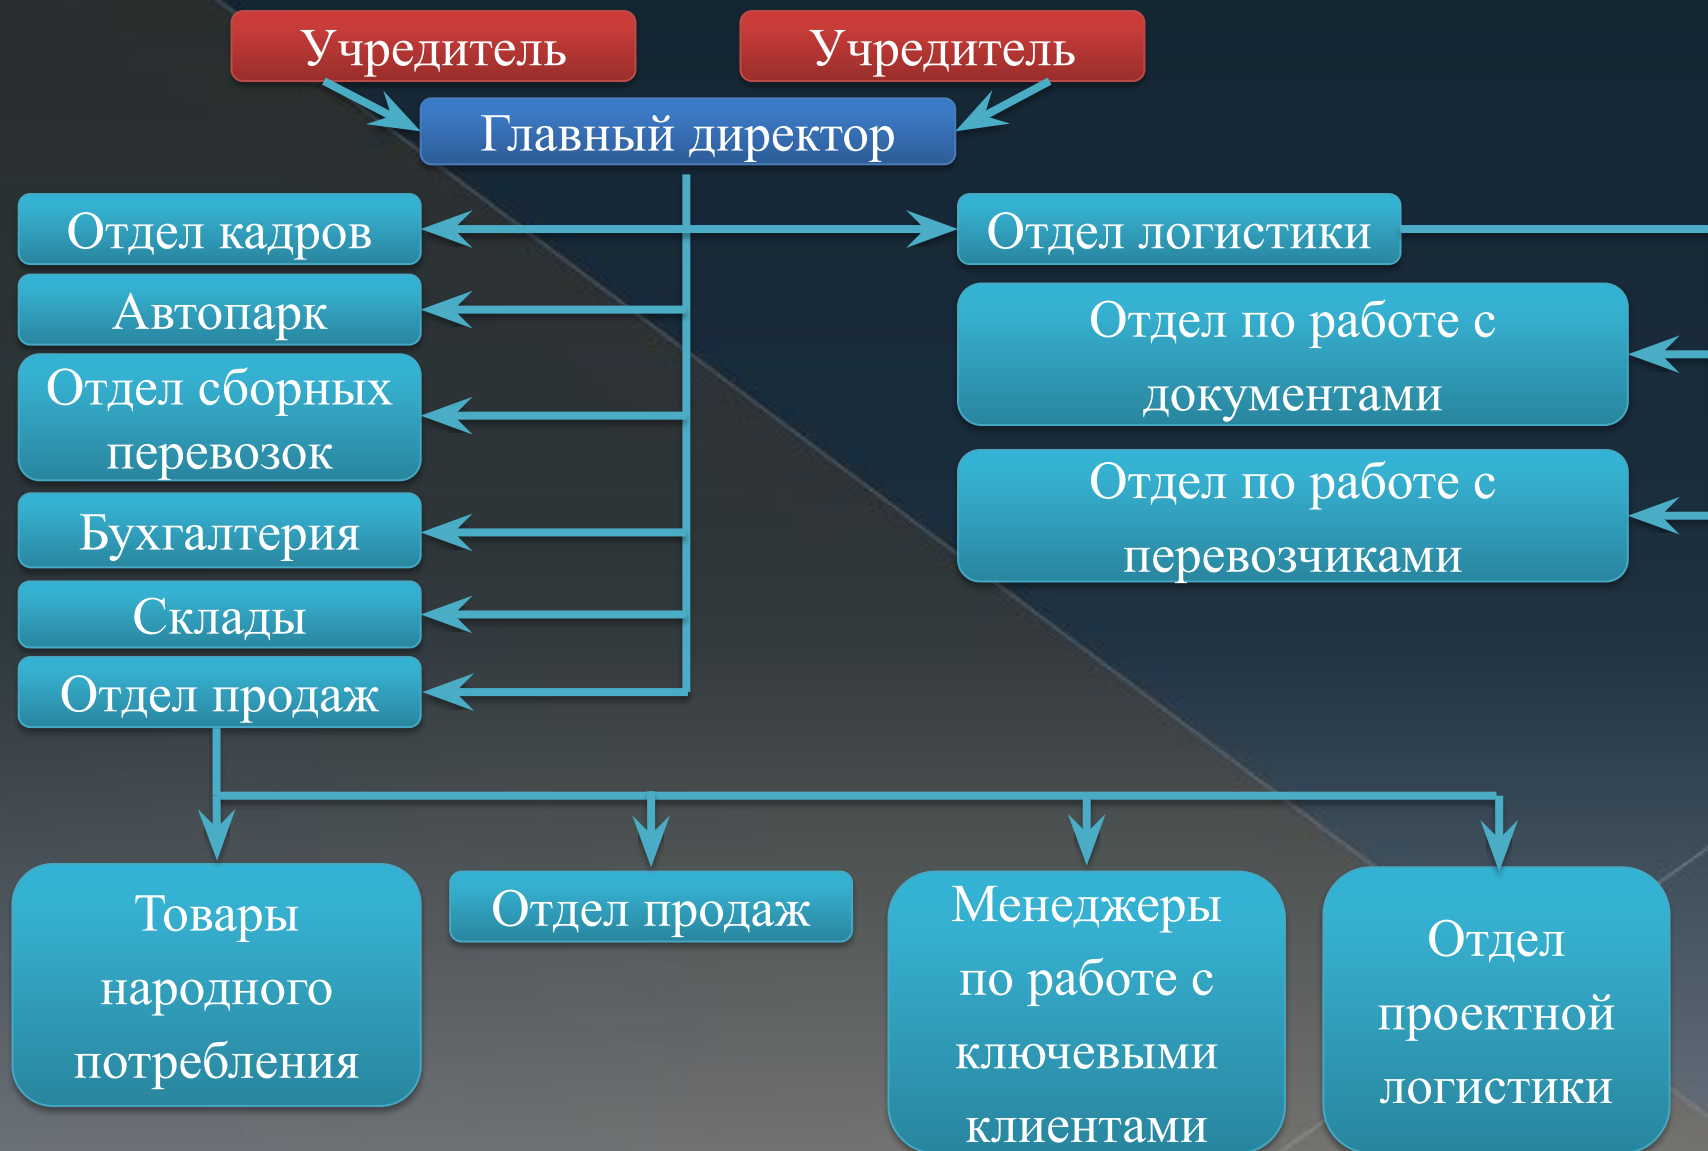 Учредитель
Учредитель
Главный директор
Отдел кадров
Отдел логистики
Автопарк
Отдел по работе с
документами
Отдел сборных
перевозок
Отдел по работе с
перевозчиками
Бухгалтерия
Склады
Отдел продаж
Товары
народного
потребления
Отдел продаж
Менеджеры
по работе с
ключевыми
клиентами
Отдел
проектной
логистики